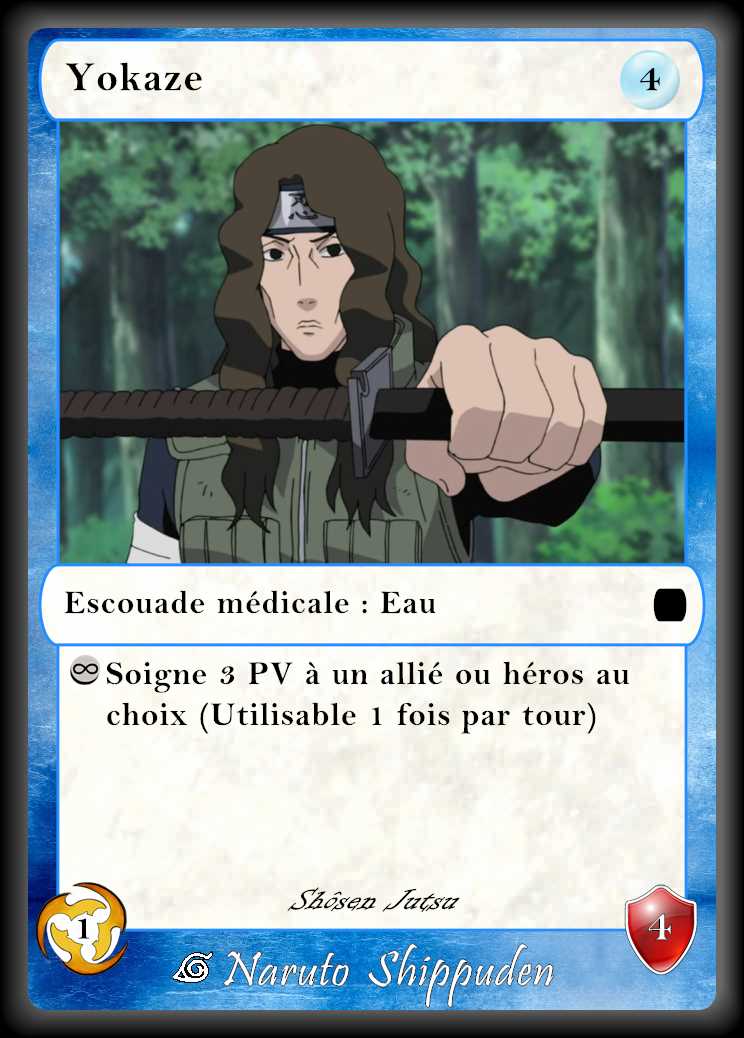 Yokaze
4
忍
Escouade médicale : Eau
∞ Soigne 3 PV à un allié ou héros au
choix (Utilisable 1 fois par tour)
Shôsen Jutsu
1
4
Naruto Shippuden